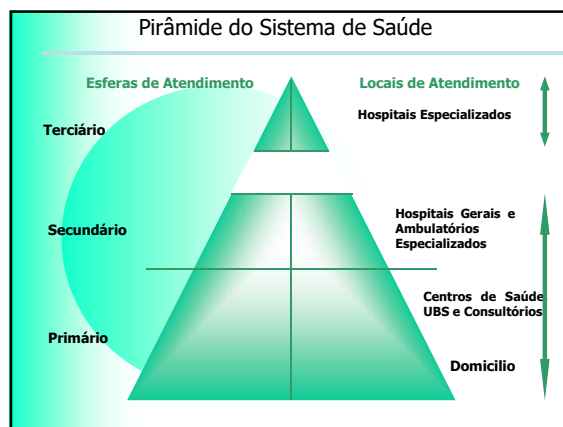 Pirâmide do Sistema de Saúde
Esferas de Atendimento
Locais de Atendimento
Terciário
Hospitais Especializados
Secundário
Hospitais Gerais e
Ambulatórios
Especializados
Centros de Saúde
UBS e Consultórios
Primário
Domicilio